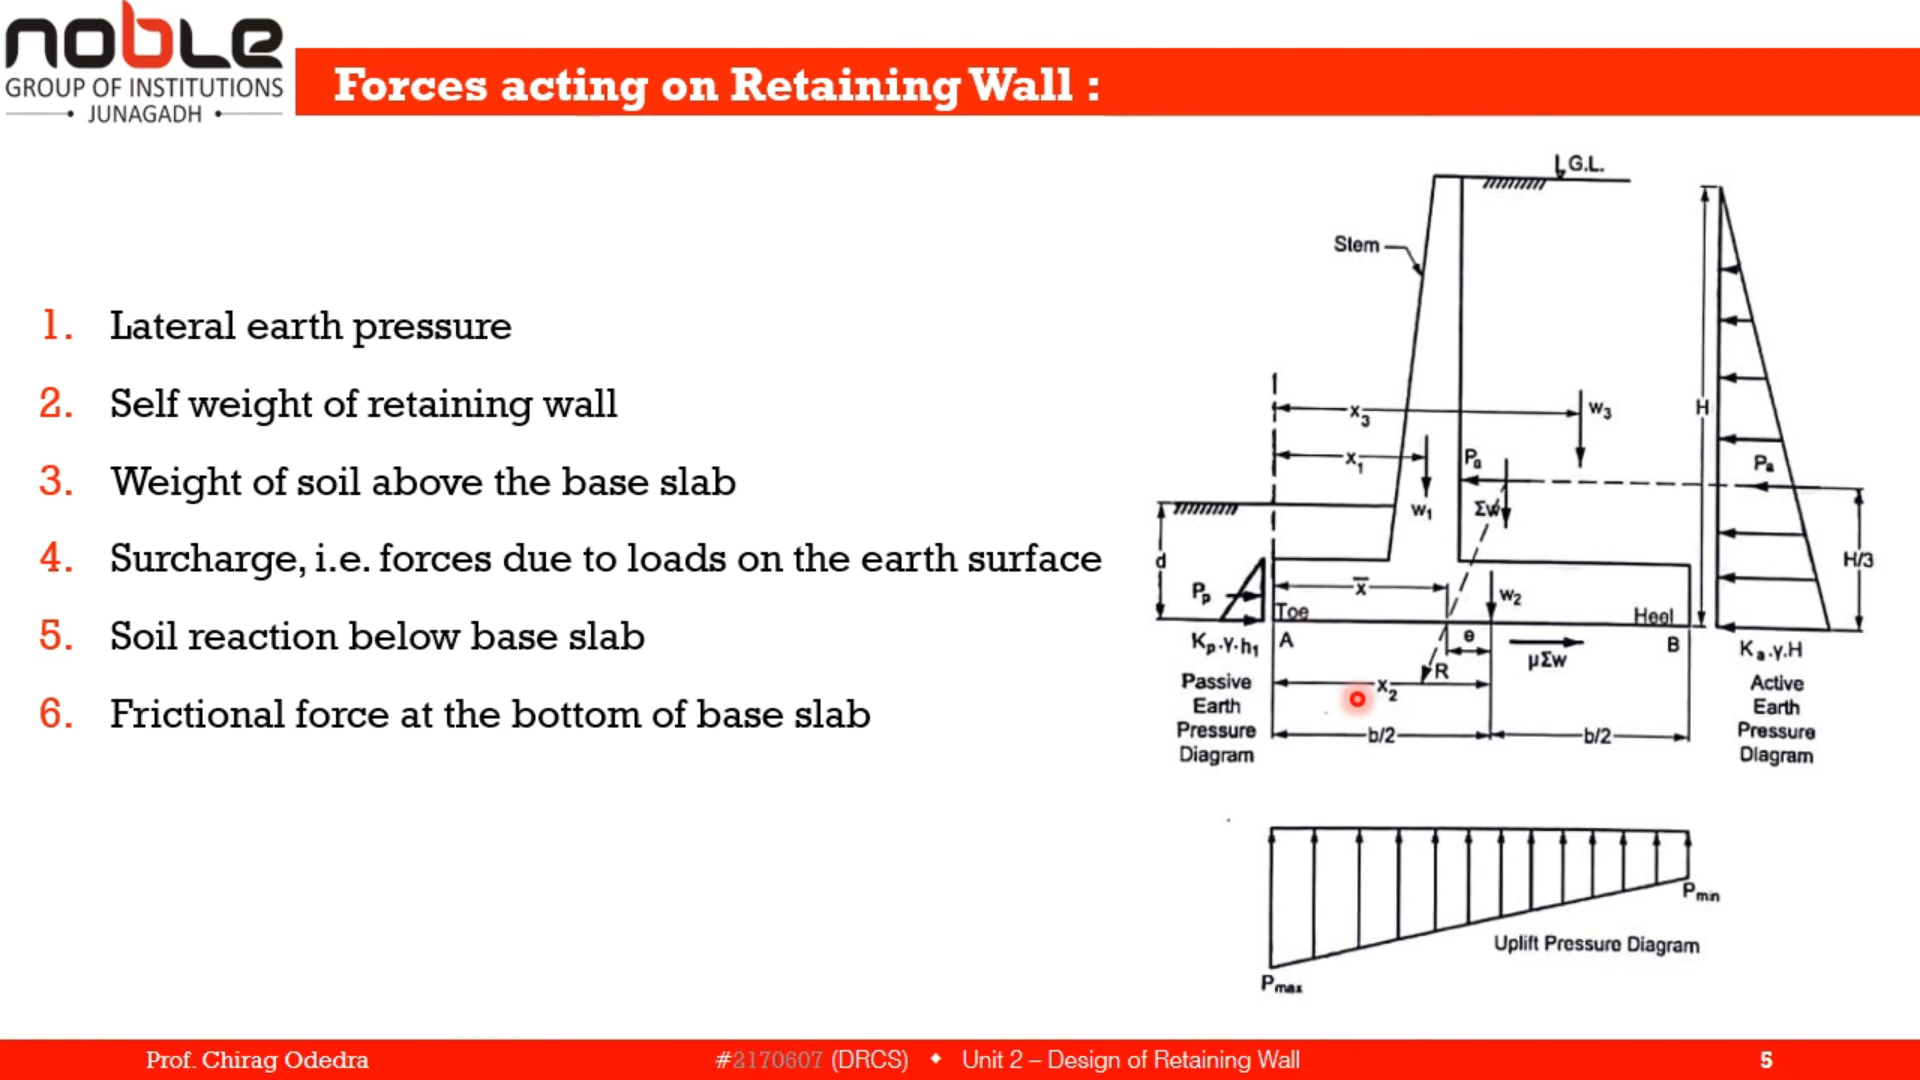 noble
GROUP OF INSTITUTIONS
• JUNAGADH •
Forces acting on Retaining Wall :
1. Lateral earth pressure
2. Self weight of retaining wall
3. Weight of soil above the base slab
4. Surcharge, i.e. forces due to loads on the earth surface
5. Soil reaction below base slab
6. Frictional force at the bottom of base slab
G.L.
Stem
x₃
w₃
H
x₁
Pₐ
Pₐ
w₁
Σw
d
H/3
x̅
w₂
Pₚ
Toe
Heel
Kₚ.γ.h₁
A
e
B
Kₐ.γ.H
μΣw
R
x₂
Passive
Earth
Pressure
Diagram
Active
Earth
Pressure
Diagram
b/2
b/2
Pmin
Uplift Pressure Diagram
Pmax
Prof. Chirag Odedra
#2170607 (DRCS) ◆ Unit 2 – Design of Retaining Wall
5